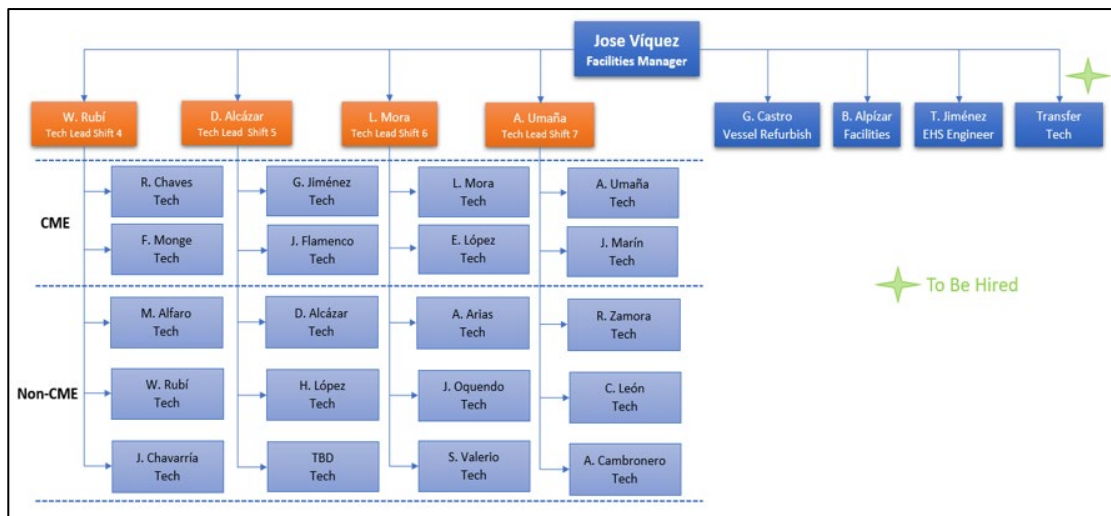 Jose Víquez
Facilities Manager
W. Rubí
Tech Lead Shift 4
D. Alcázar
Tech Lead Shift 5
L. Mora
Tech Lead Shift 6
A. Umaña
Tech Lead Shift 7
G. Castro
Vessel Refurbish
B. Alpízar
Facilities
T. Jiménez
EHS Engineer
Transfer
Tech
CME
R. Chaves
Tech
G. Jiménez
Tech
L. Mora
Tech
A. Umaña
Tech
F. Monge
Tech
J. Flamenco
Tech
E. López
Tech
J. Marín
Tech
To Be Hired
Non-CME
M. Alfaro
Tech
D. Alcázar
Tech
A. Arias
Tech
R. Zamora
Tech
W. Rubí
Tech
H. López
Tech
J. Oquendo
Tech
C. León
Tech
J. Chavarría
Tech
TBD
Tech
S. Valerio
Tech
A. Cambronero
Tech